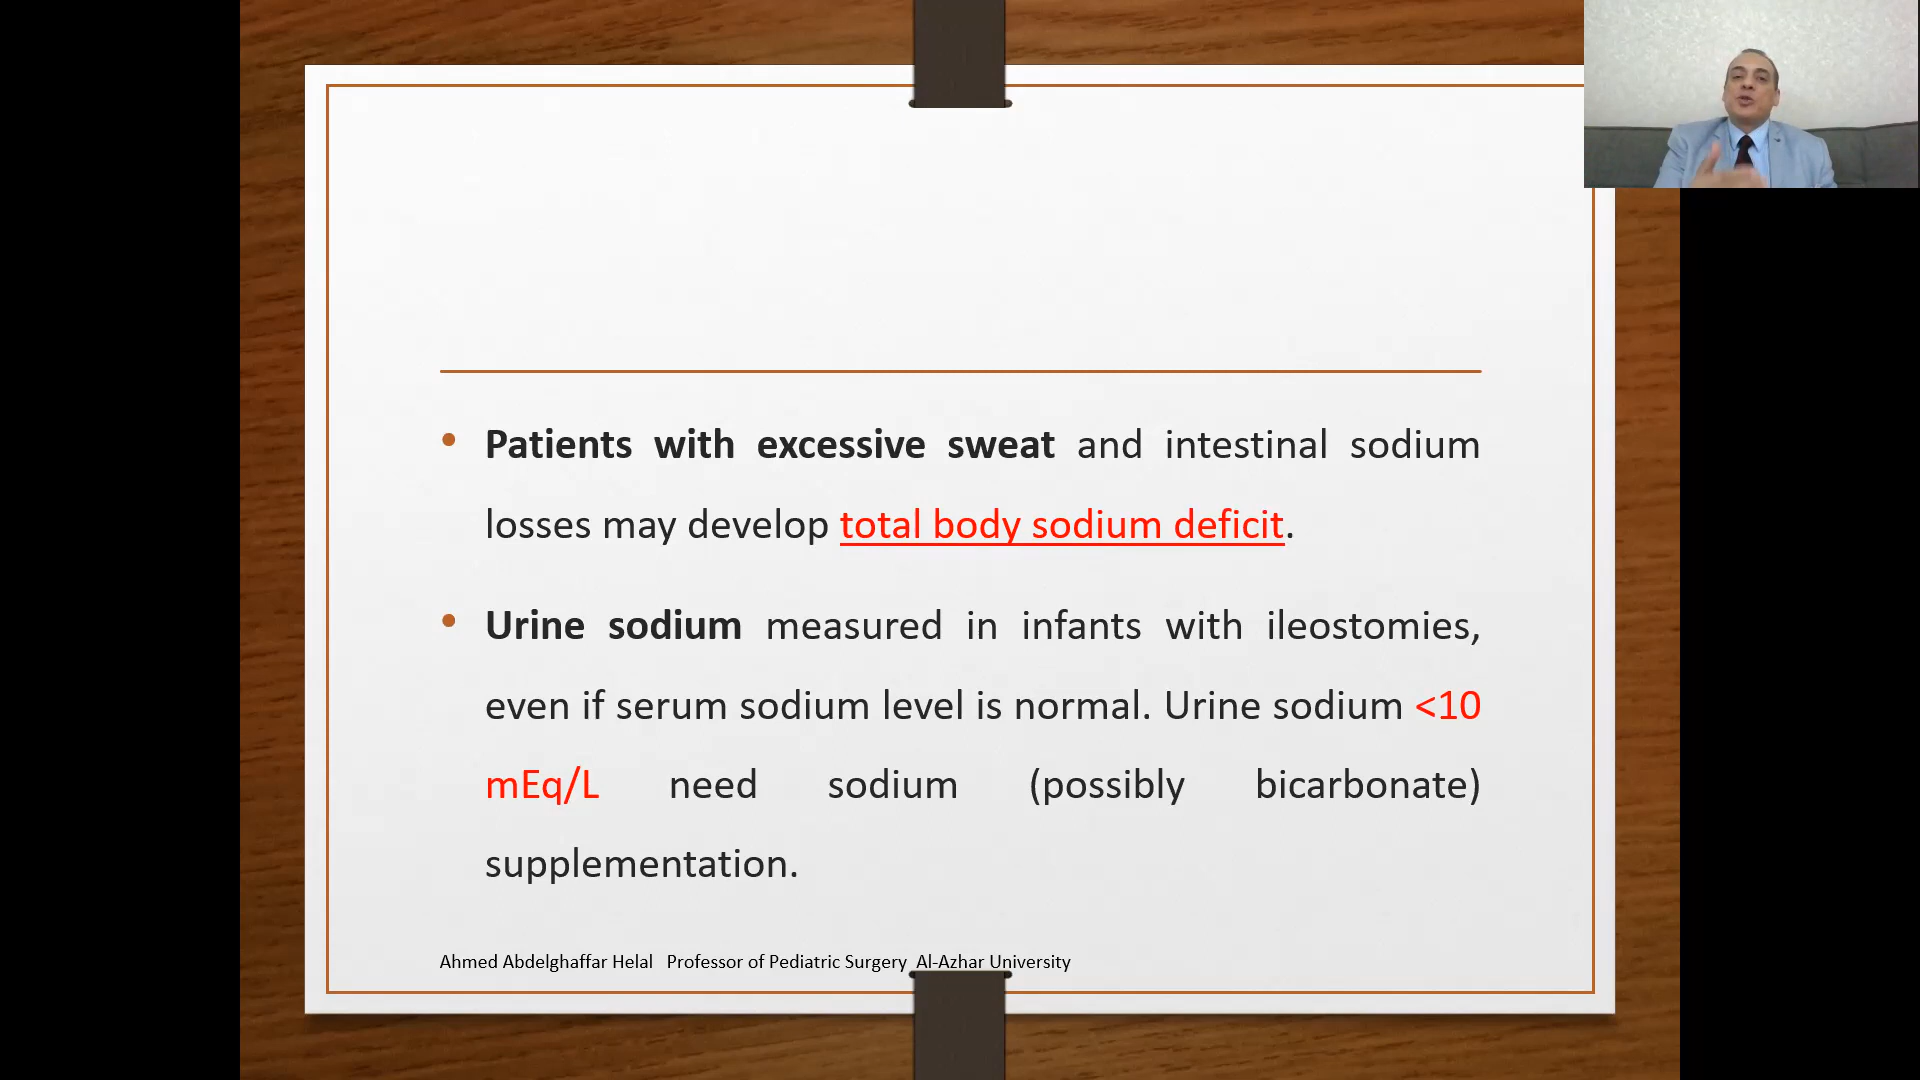 • Patients with excessive sweat and intestinal sodium
losses may develop total body sodium deficit.
• Urine sodium measured in infants with ileostomies,
even if serum sodium level is normal. Urine sodium <10
mEq/L need sodium (possibly bicarbonate)
supplementation.
Ahmed Abdelghaffar Helal Professor of Pediatric Surgery Al-Azhar University